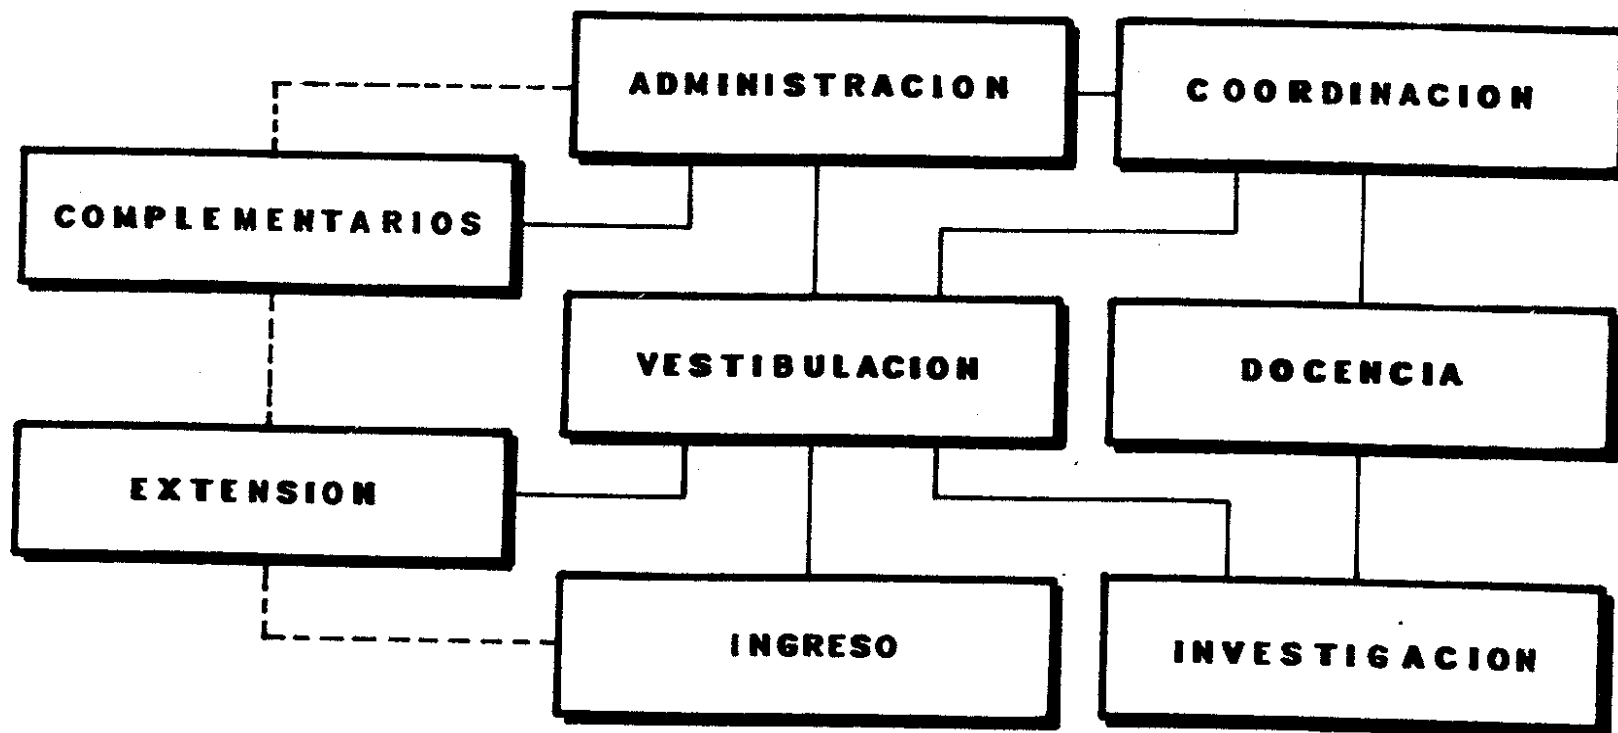 ADMINISTRACION
COORDINACION
COMPLEMENTARIOS
VESTIBULACION
DOCENCIA
EXTENSION
INGRESO
INVESTIGACION